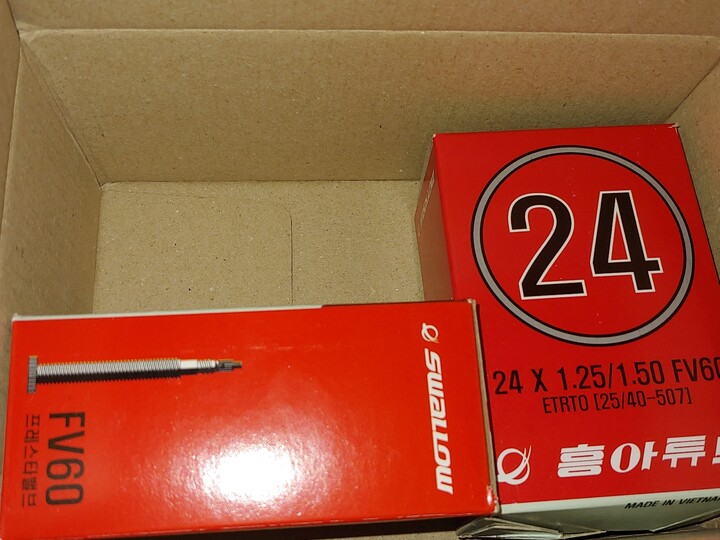 SWALLOW
FV60
프레스타밸브
24
24 X 1.25/1.50 FV60
ETRTO [25/40-507]
흥아튜브
MADE IN VIETNAM